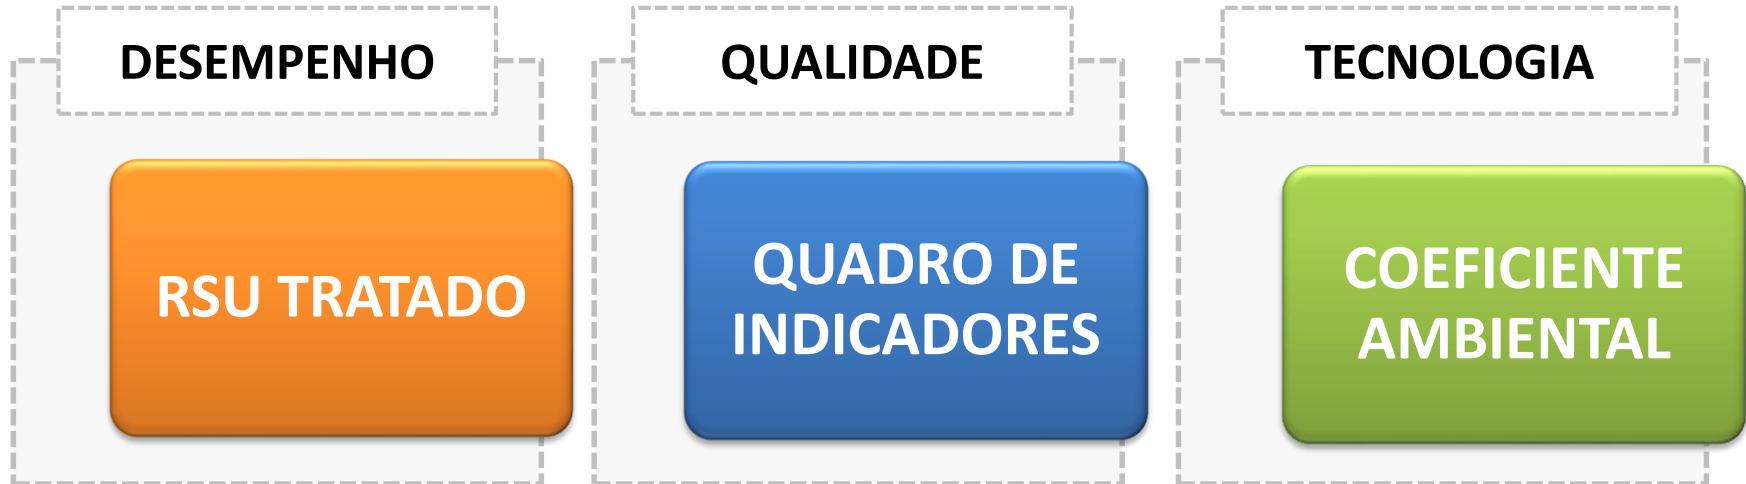 DESEMPENHO
RSU TRATADO
QUALIDADE
QUADRO DE
INDICADORES
TECNOLOGIA
COEFICIENTE
AMBIENTAL